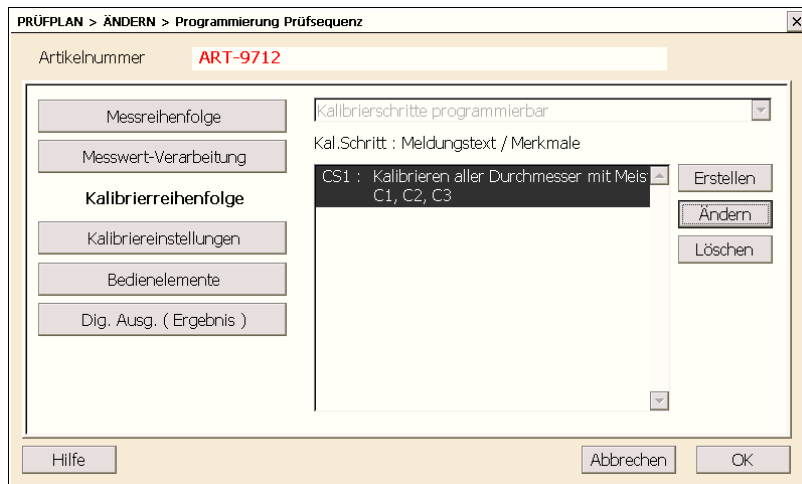 PRÜFPLAN > ÄNDERN > Programmierung Prüfsequenz
Artikelnummer
ART-9712
Messreihenfolge
Messwert-Verarbeitung
Kalibrierreihenfolge
Kalibriereinstellungen
Bedienelemente
Dig. Ausg. ( Ergebnis )
Kalibrierschritte programmierbar
Kal.Schritt : Meldungstext / Merkmale
CS1 : Kalibrieren aller Durchmesser mit Meis
C1, C2, C3
Erstellen
Ändern
Löschen
Hilfe
Abbrechen
OK